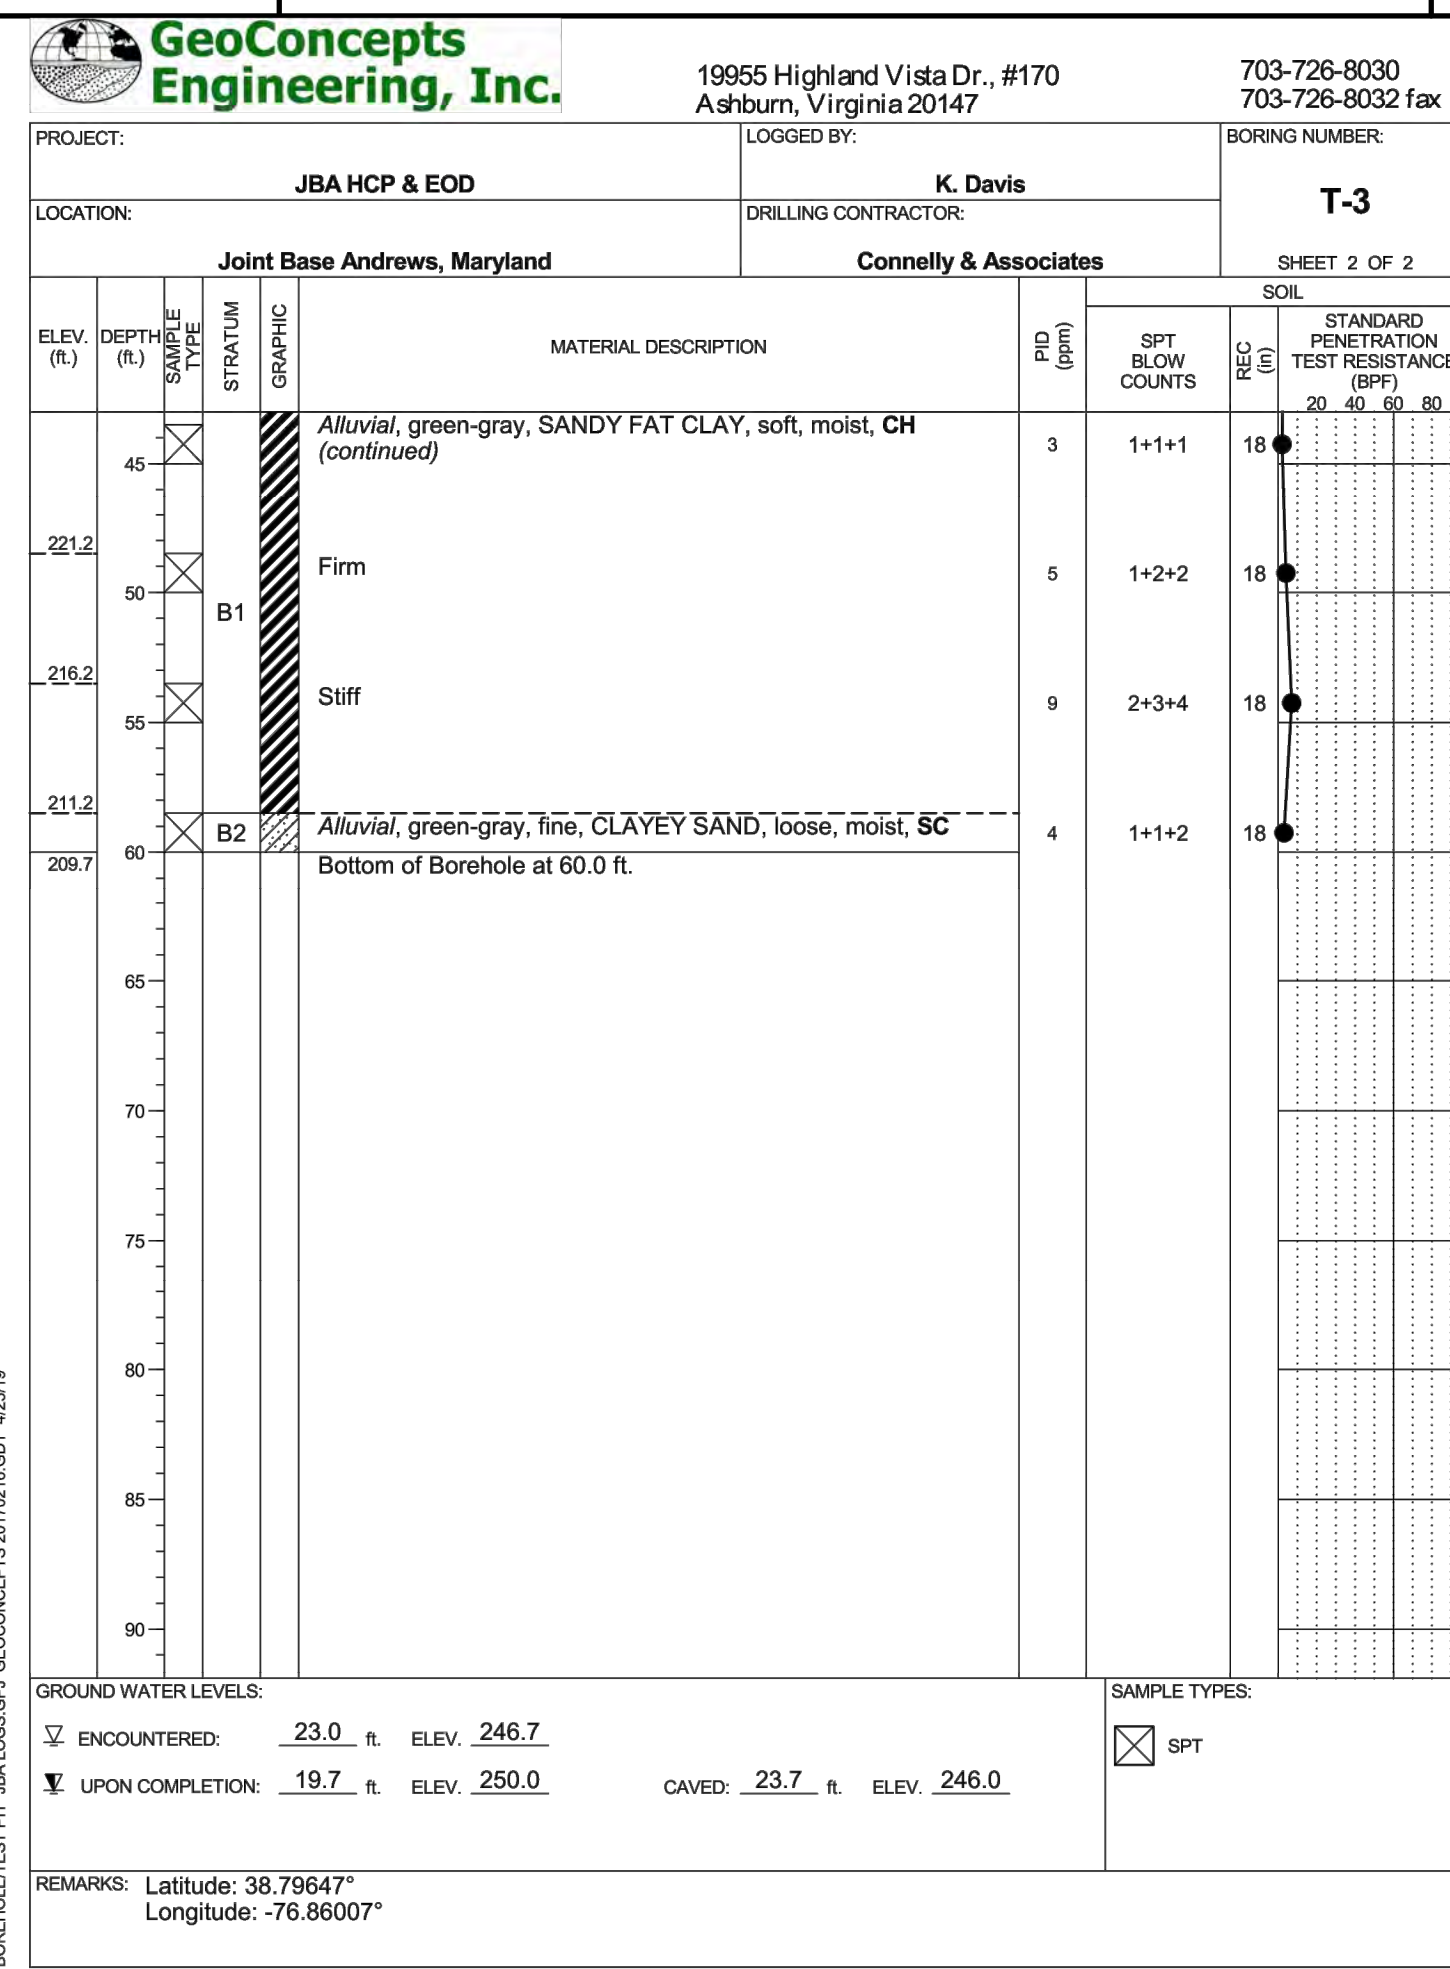 GeoConcepts
Engineering, Inc.
19955 Highland Vista Dr., #170
Ashburn, Virginia 20147
703-726-8030
703-726-8032 fax
PROJECT:
JBA HCP & EOD
LOGGED BY:
K. Davis
BORING NUMBER:
T-3
LOCATION:
Joint Base Andrews, Maryland
DRILLING CONTRACTOR:
Connelly & Associates
SHEET 2 OF 2
ELEV.
(ft.)
DEPTH
(ft.)
SAMPLE
TYPE
STRATUM
GRAPHIC
MATERIAL DESCRIPTION
PID
(ppm)
SOIL
SPT
BLOW
COUNTS
REC
(in)
STANDARD
PENETRATION
TEST RESISTANCE
(BPF)
20 40 60 80
Alluvial, green-gray, SANDY FAT CLAY, soft, moist, CH
(continued)
3 1+1+1 18
45
221.2
Firm
5 1+2+2 18
50
B1
216.2
Stiff
9 2+3+4 18
55
211.2
B2
Alluvial, green-gray, fine, CLAYEY SAND, loose, moist, SC
4 1+1+2 18
60
209.7
Bottom of Borehole at 60.0 ft.
65
70
75
80
85
90
GROUND WATER LEVELS:
ENCOUNTERED: 23.0 ft. ELEV. 246.7
UPON COMPLETION: 19.7 ft. ELEV. 250.0 CAVED: 23.7 ft. ELEV. 246.0
SAMPLE TYPES:
SPT
REMARKS: Latitude: 38.79647°
Longitude: -76.86007°